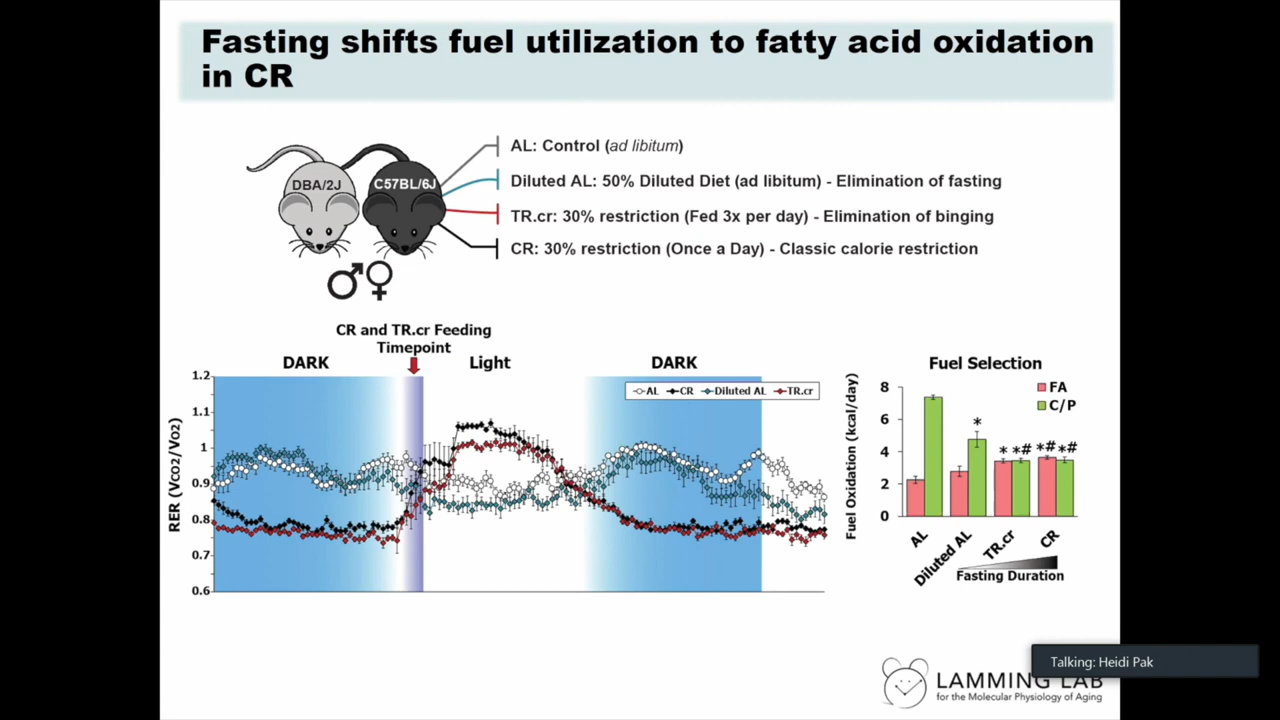 Fasting shifts fuel utilization to fatty acid oxidation
in CR
DBA/2J
C57BL/6J
AL: Control (ad libitum)
Diluted AL: 50% Diluted Diet (ad libitum) - Elimination of fasting
TR.cr: 30% restriction (Fed 3x per day) - Elimination of binging
CR: 30% restriction (Once a Day) - Classic calorie restriction
CR and TR.cr Feeding
Timepoint
DARK
Light
DARK
1.2
1.1
1
0.9
0.8
0.7
0.6
RER (VCO2/VO2)
AL
CR
Diluted AL
TR.cr
Fuel Selection
FA
C/P
8
6
4
2
0
Fuel Oxidation (kcal/day)
*
* *# *# *#
AL
Diluted AL
TR.cr
CR
Fasting Duration
Talking: Heidi Pak
LAMMING LAB
for the Molecular Physiology of Aging